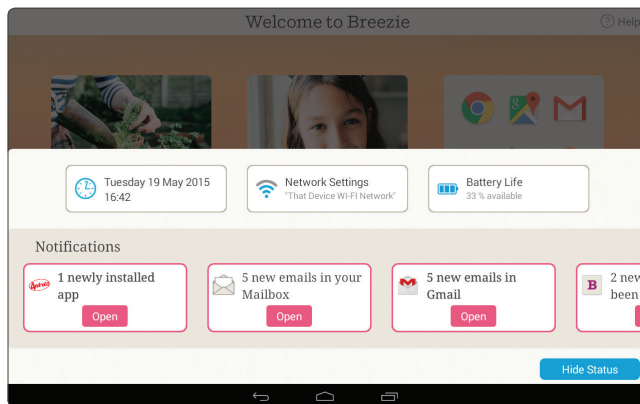 Welcome to Breezie
? Help
Tuesday 19 May 2015
16:42
Network Settings
"That Device Wi-Fi Network"
Battery Life
33 % available
Notifications
1 newly installed
app
Open
5 new emails in your
Mailbox
Open
5 new emails in
Gmail
Open
B
2 new
been
Hide Status